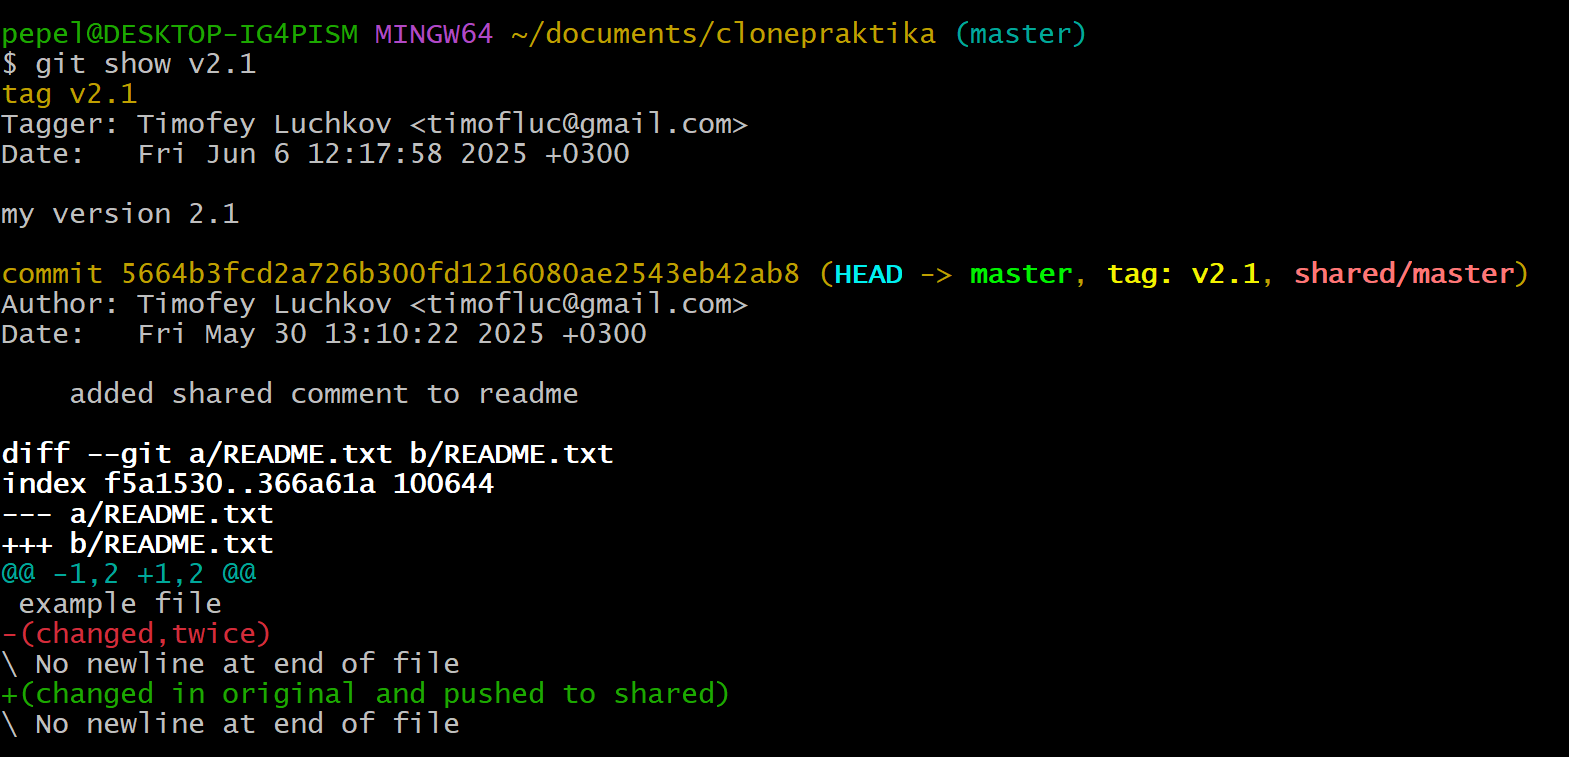 pepel@DESKTOP-IG4PISM MINGW64 ~/documents/clonepraktika (master)
$ git show v2.1
tag v2.1
Tagger: Timofey Luchkov <timofluc@gmail.com>
Date:   Fri Jun 6 12:17:58 2025 +0300

my version 2.1

commit 5664b3fcd2a726b300fd1216080ae2543eb42ab8 (HEAD -> master, tag: v2.1, shared/master)
Author: Timofey Luchkov <timofluc@gmail.com>
Date:   Fri May 30 13:10:22 2025 +0300

    added shared comment to readme

diff --git a/README.txt b/README.txt
index f5a1530..366a61a 100644
--- a/README.txt
+++ b/README.txt
@@ -1,2 +1,2 @@
 example file
-(changed,twice)
\ No newline at end of file
+(changed in original and pushed to shared)
\ No newline at end of file